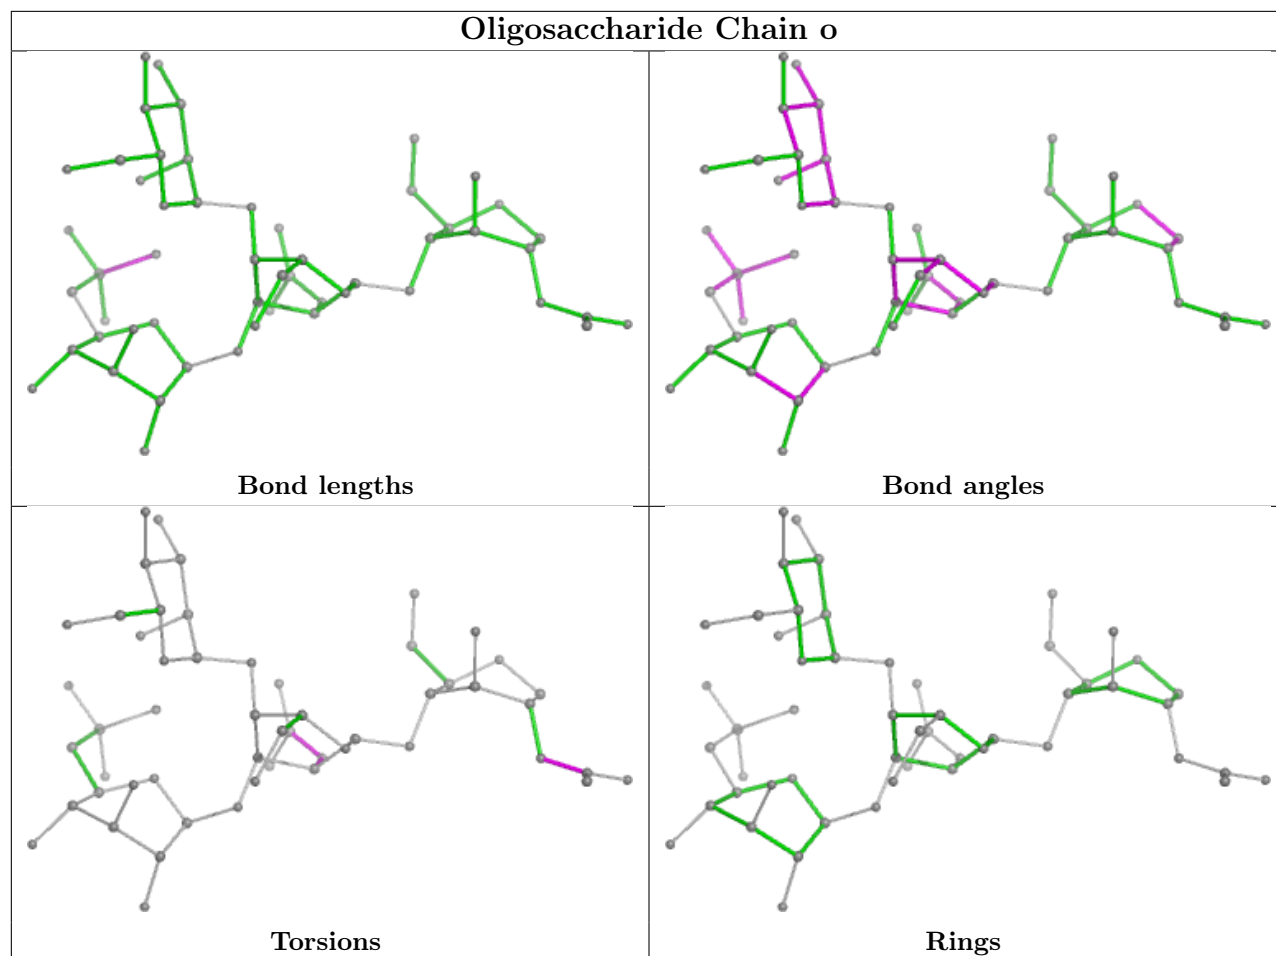 Oligosaccharide Chain o
Bond lengths
Bond angles
Torsions
Rings